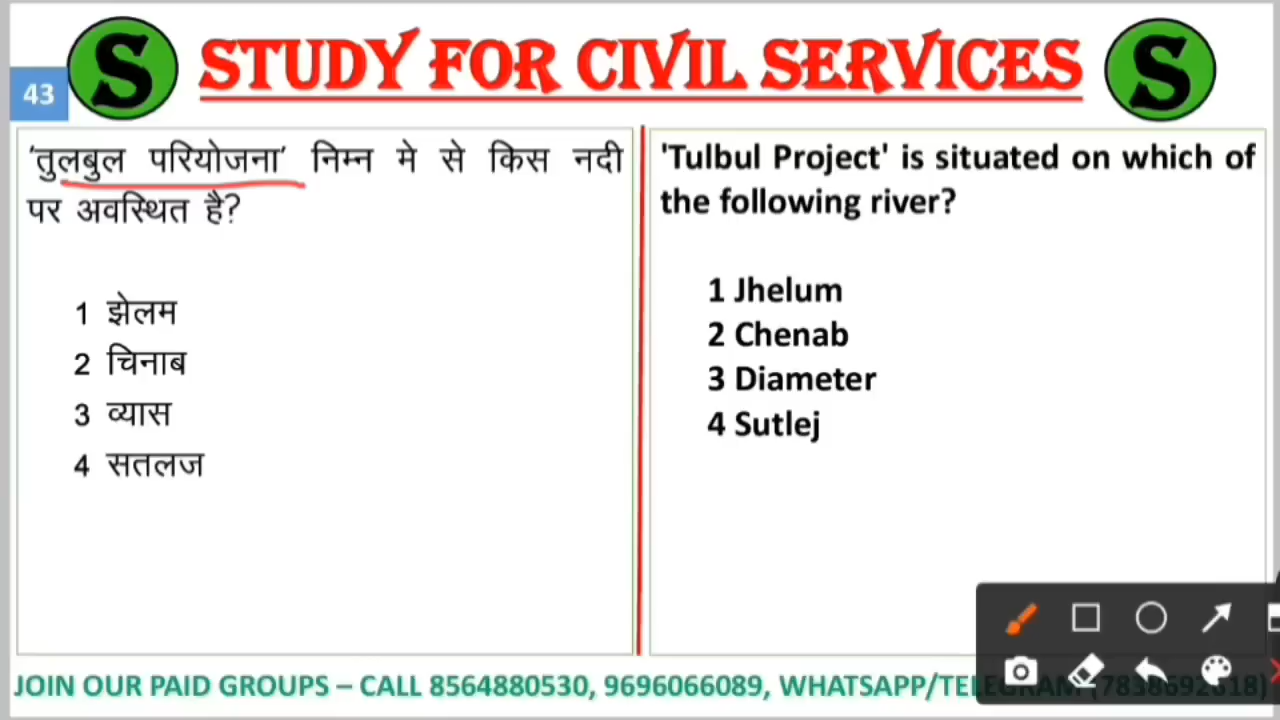 S STUDY FOR CIVIL SERVICES S
43
'तुलबुल परियोजना' निम्न मे से किस नदी
पर अवस्थित है?
1 झेलम
2 चिनाब
3 व्यास
4 सतलज
'Tulbul Project' is situated on which of
the following river?
1 Jhelum
2 Chenab
3 Diameter
4 Sutlej
JOIN OUR PAID GROUPS – CALL 8564880530, 9696066089, WHATSAPP/TELEGRAM (7838692618)